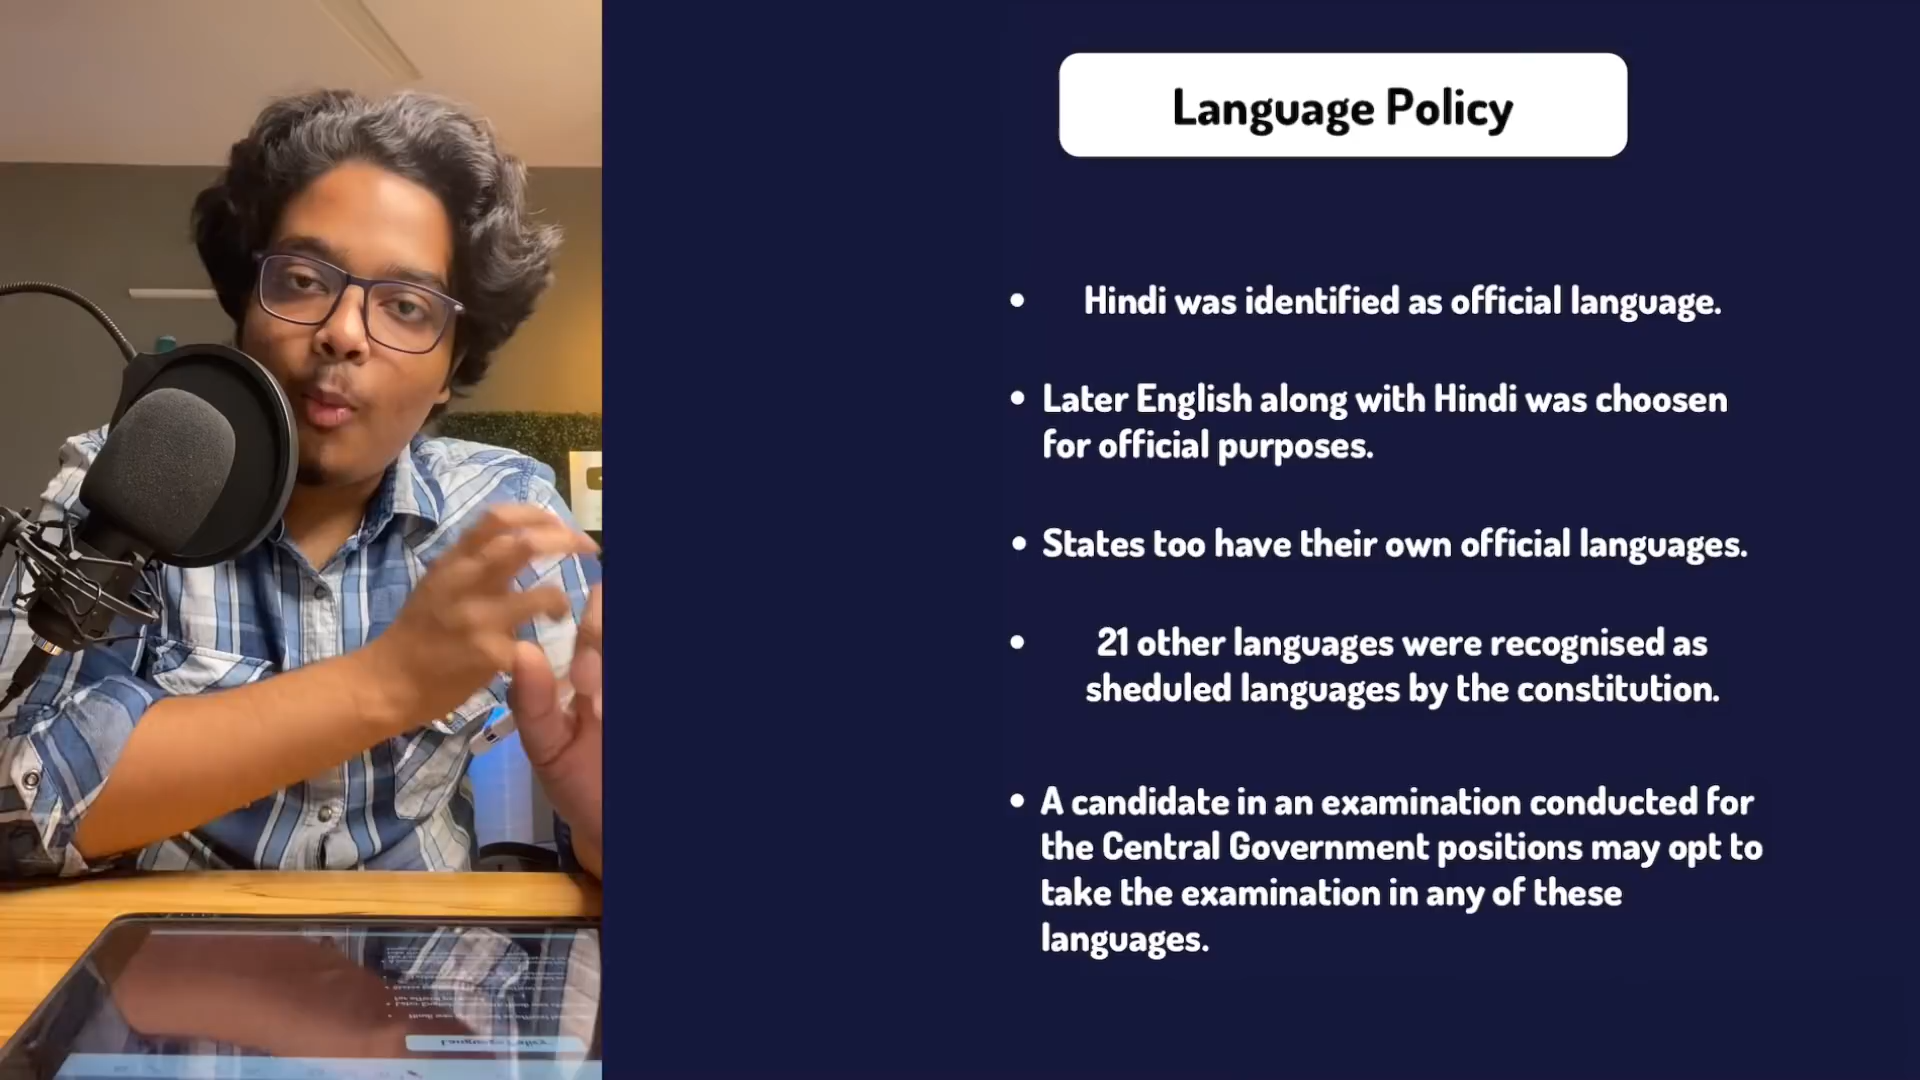 Language Policy
• Hindi was identified as official language.
• Later English along with Hindi was choosen
for official purposes.
• States too have their own official languages.
• 21 other languages were recognised as
sheduled languages by the constitution.
• A candidate in an examination conducted for
the Central Government positions may opt to
take the examination in any of these
languages.